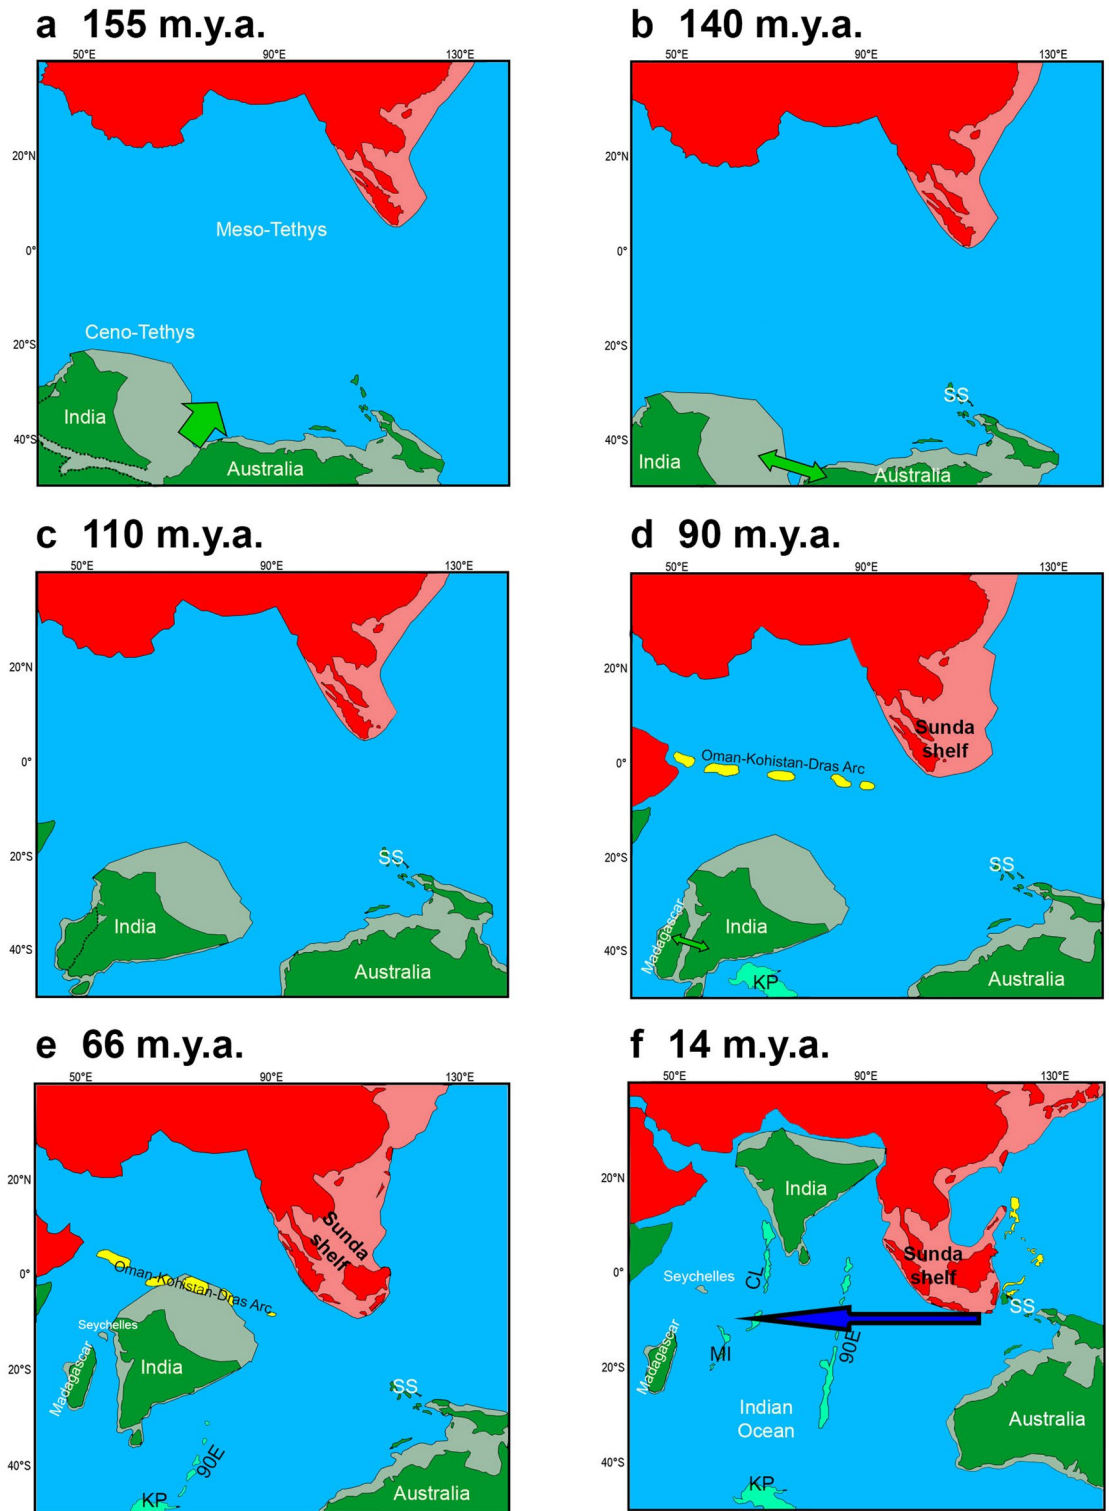 a 155 m.y.a.
50°E 90°E 130°E
20°N
Meso-Tethys
0°
Ceno-Tethys
20°S
India
40°S
Australia
b 140 m.y.a.
50°E 90°E 130°E
20°N
0°
20°S
SS
40°S
India
Australia
c 110 m.y.a.
50°E 90°E 130°E
20°N
0°
20°S
SS
India
40°S
Australia
d 90 m.y.a.
50°E 90°E 130°E
20°N
Sunda
shelf
Oman-Kohistan-Dras Arc
0°
20°S
SS
Madagascar
India
40°S
KP
Australia
e 66 m.y.a.
50°E 90°E 130°E
20°N
Sunda
shelf
0°
Oman-Kohistan-Dras Arc
Seychelles
Madagascar
India
20°S
SS
40°S
90E
KP
Australia
f 14 m.y.a.
50°E 90°E 130°E
India
20°N
Sunda
shelf
0°
Seychelles
CL
SS
Madagascar
MI
90E
20°S
Indian
Ocean
Australia
40°S
KP